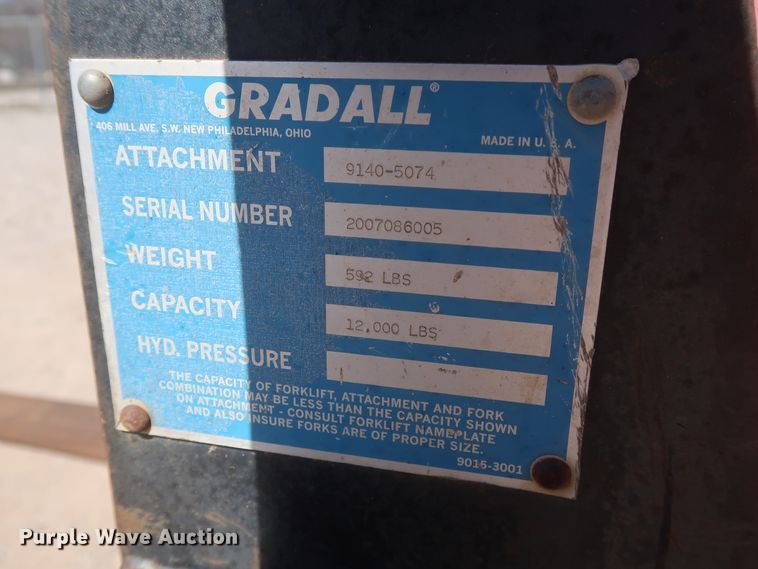 GRADALL®
406 MILL AVE. S.W. NEW PHILADELPHIA, OHIO
MADE IN U. S. A.
ATTACHMENT 9140-5074
SERIAL NUMBER 2007086005
WEIGHT 592 LBS
CAPACITY 12,000 LBS
HYD. PRESSURE
THE CAPACITY OF FORKLIFT, ATTACHMENT AND FORK
COMBINATION MAY BE LESS THAN THE CAPACITY SHOWN
ON ATTACHMENT - CONSULT FORKLIFT NAMEPLATE
AND ALSO INSURE FORKS ARE OF PROPER SIZE.
9015-3001
Purple Wave Auction